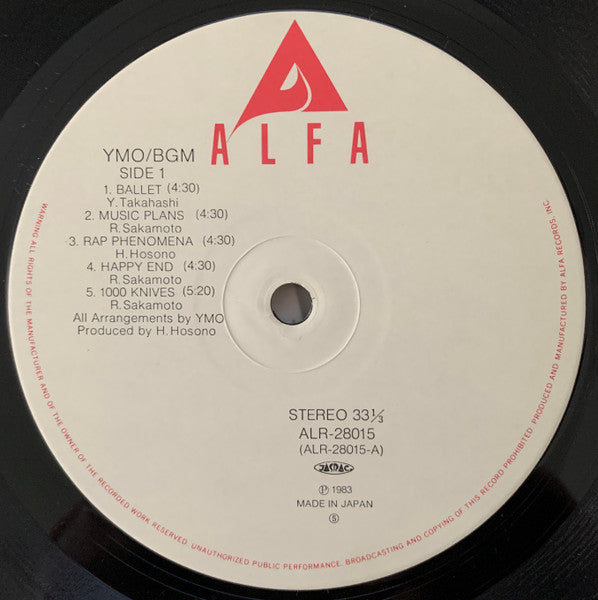 ALFA
YMO/BGM
SIDE 1
1. BALLET (4:30)
Y. Takahashi
2. MUSIC PLANS (4:30)
R. Sakamoto
3. RAP PHENOMENA (4:30)
H. Hosono
4. HAPPY END (4:30)
R. Sakamoto
5. 1000 KNIVES (5:20)
R. Sakamoto
All Arrangements by YMO
Produced by H. Hosono
STEREO 33⅓
ALR-28015
(ALR-28015-A)
JASRAC
Ⓟ 1983
MADE IN JAPAN
Ⓢ
WARNING: ALL RIGHTS OF THE MANUFACTURER AND OF THE OWNER OF THE RECORDED WORK RESERVED. UNAUTHORIZED PUBLIC PERFORMANCE, BROADCASTING AND COPYING OF THIS RECORD PROHIBITED. PRODUCED AND MANUFACTURED BY ALFA RECORDS, INC.